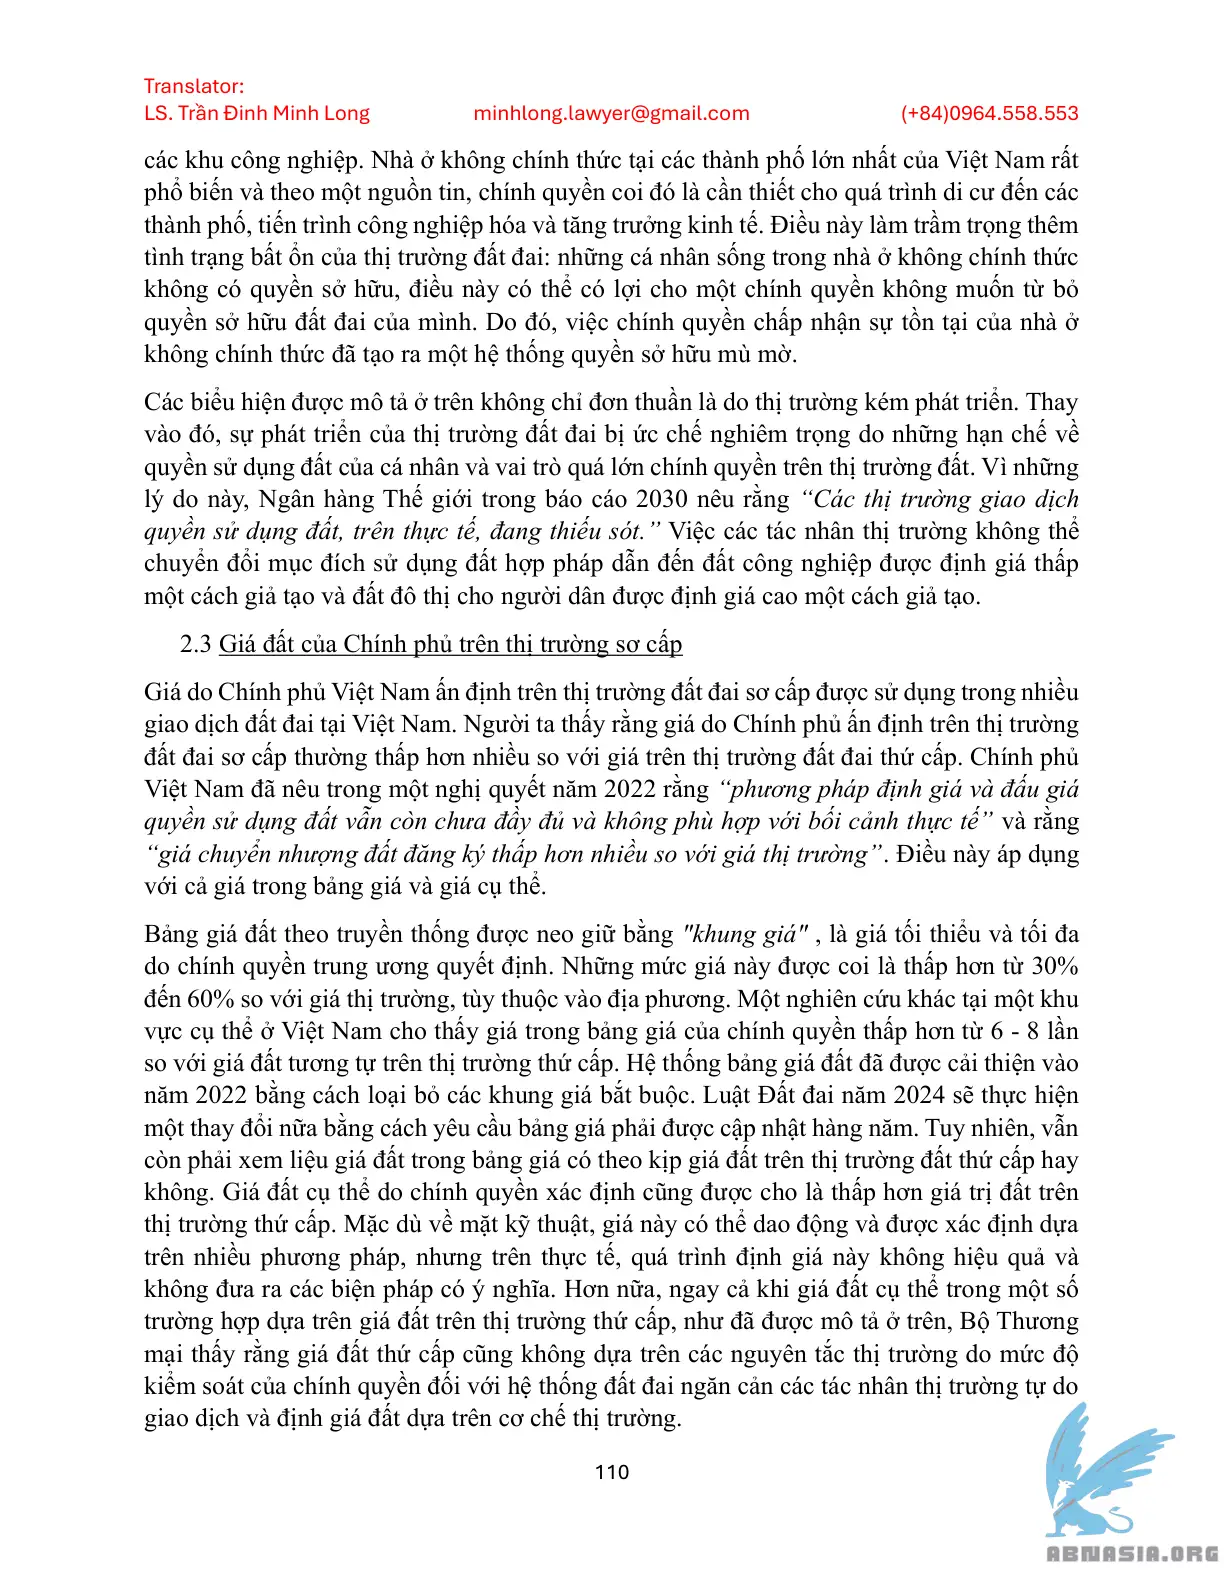 Translator:
LS. Trần Đinh Minh Long minhlong.lawyer@gmail.com (+84)0964.558.553
các khu công nghiệp. Nhà ở không chính thức tại các thành phố lớn nhất của Việt Nam rất
phổ biến và theo một nguồn tin, chính quyền coi đó là cần thiết cho quá trình di cư đến các
thành phố, tiến trình công nghiệp hóa và tăng trưởng kinh tế. Điều này làm trầm trọng thêm
tình trạng bất ổn của thị trường đất đai: những cá nhân sống trong nhà ở không chính thức
không có quyền sở hữu, điều này có thể có lợi cho một chính quyền không muốn từ bỏ
quyền sở hữu đất đai của mình. Do đó, việc chính quyền chấp nhận sự tồn tại của nhà ở
không chính thức đã tạo ra một hệ thống quyền sở hữu mù mờ.
Các biểu hiện được mô tả ở trên không chỉ đơn thuần là do thị trường kém phát triển. Thay
vào đó, sự phát triển của thị trường đất đai bị ức chế nghiêm trọng do những hạn chế về
quyền sử dụng đất của cá nhân và vai trò quá lớn chính quyền trên thị trường đất. Vì những
lý do này, Ngân hàng Thế giới trong báo cáo 2030 nêu rằng “Các thị trường giao dịch
quyền sử dụng đất, trên thực tế, đang thiếu sót.” Việc các tác nhân thị trường không thể
chuyển đổi mục đích sử dụng đất hợp pháp dẫn đến đất công nghiệp được định giá thấp
một cách giả tạo và đất đô thị cho người dân được định giá cao một cách giả tạo.
2.3 Giá đất của Chính phủ trên thị trường sơ cấp
Giá do Chính phủ Việt Nam ấn định trên thị trường đất đai sơ cấp được sử dụng trong nhiều
giao dịch đất đai tại Việt Nam. Người ta thấy rằng giá do Chính phủ ấn định trên thị trường
đất đai sơ cấp thường thấp hơn nhiều so với giá trên thị trường đất đai thứ cấp. Chính phủ
Việt Nam đã nêu trong một nghị quyết năm 2022 rằng “phương pháp định giá và đấu giá
quyền sử dụng đất vẫn còn chưa đầy đủ và không phù hợp với bối cảnh thực tế” và rằng
“giá chuyển nhượng đất đăng ký thấp hơn nhiều so với giá thị trường”. Điều này áp dụng
với cả giá trong bảng giá và giá cụ thể.
Bảng giá đất theo truyền thống được neo giữ bằng "khung giá" , là giá tối thiểu và tối đa
do chính quyền trung ương quyết định. Những mức giá này được coi là thấp hơn từ 30%
đến 60% so với giá thị trường, tùy thuộc vào địa phương. Một nghiên cứu khác tại một khu
vực cụ thể ở Việt Nam cho thấy giá trong bảng giá của chính quyền thấp hơn từ 6 - 8 lần
so với giá đất tương tự trên thị trường thứ cấp. Hệ thống bảng giá đất đã được cải thiện vào
năm 2022 bằng cách loại bỏ các khung giá bắt buộc. Luật Đất đai năm 2024 sẽ thực hiện
một thay đổi nữa bằng cách yêu cầu bảng giá phải được cập nhật hàng năm. Tuy nhiên, vẫn
còn phải xem liệu giá đất trong bảng giá có theo kịp giá đất trên thị trường đất thứ cấp hay
không. Giá đất cụ thể do chính quyền xác định cũng được cho là thấp hơn giá trị đất trên
thị trường thứ cấp. Mặc dù về mặt kỹ thuật, giá này có thể dao động và được xác định dựa
trên nhiều phương pháp, nhưng trên thực tế, quá trình định giá này không hiệu quả và
không đưa ra các biện pháp có ý nghĩa. Hơn nữa, ngay cả khi giá đất cụ thể trong một số
trường hợp dựa trên giá đất trên thị trường thứ cấp, như đã được mô tả ở trên, Bộ Thương
mại thấy rằng giá đất thứ cấp cũng không dựa trên các nguyên tắc thị trường do mức độ
kiểm soát của chính quyền đối với hệ thống đất đai ngăn cản các tác nhân thị trường tự do
giao dịch và định giá đất dựa trên cơ chế thị trường.
110
ABNASIA.ORG